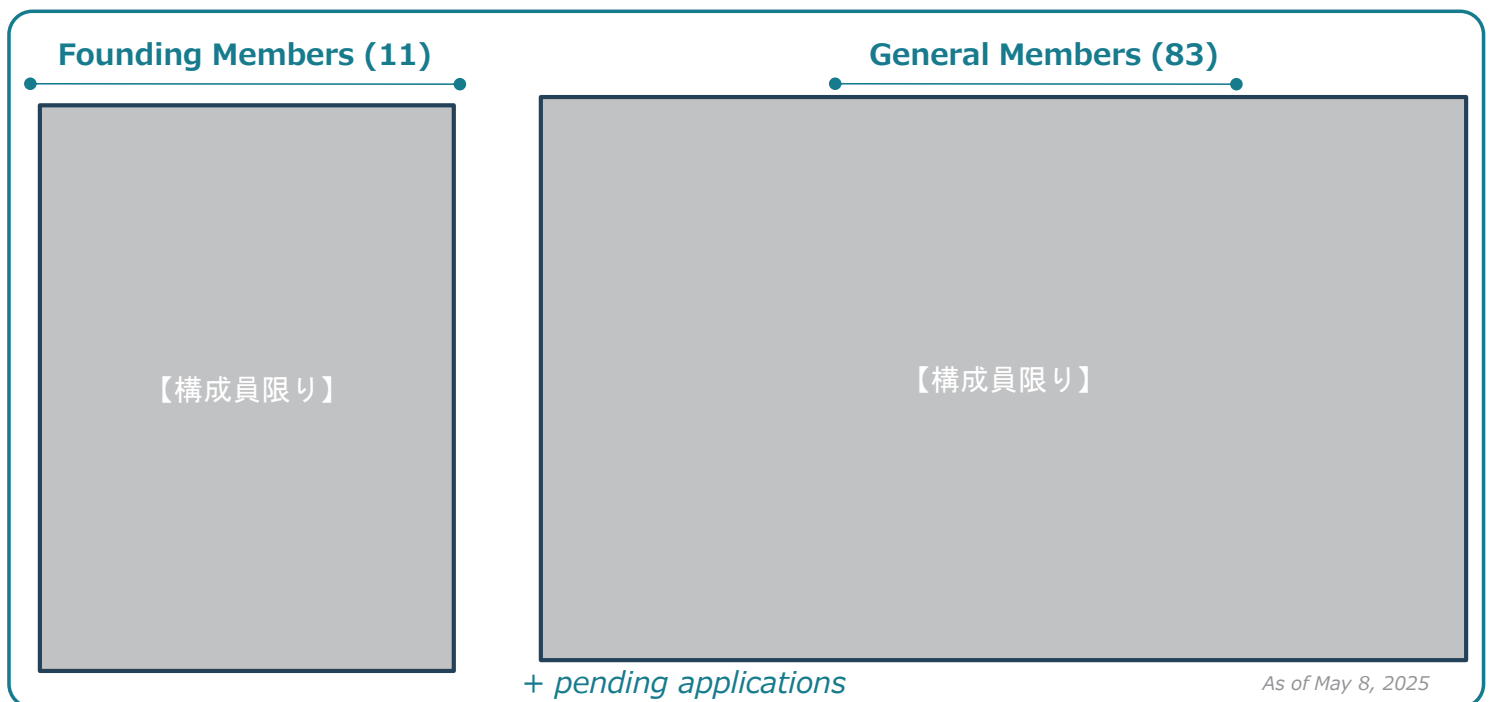 Founding Members (11)
General Members (83)
【構成員限り】
【構成員限り】
+ pending applications
As of May 8, 2025